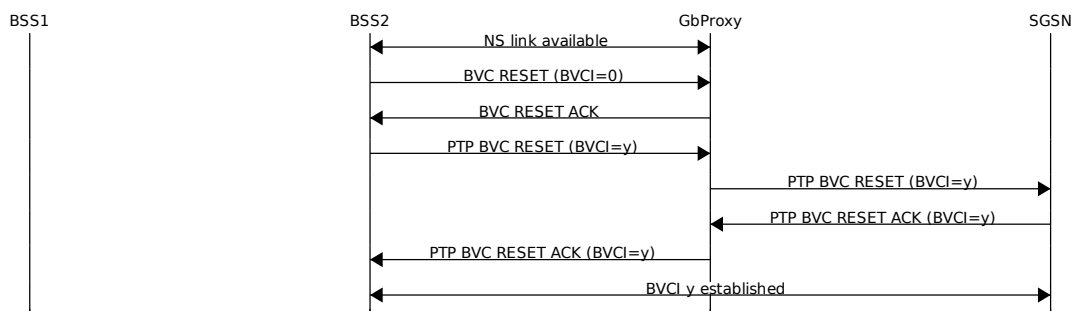 BSS1 BSS2 GbProxy SGSN
NS link available
BVC RESET (BVCI=0)
BVC RESET ACK
PTP BVC RESET (BVCI=y)
PTP BVC RESET (BVCI=y)
PTP BVC RESET ACK (BVCI=y)
PTP BVC RESET ACK (BVCI=y)
BVCI y established